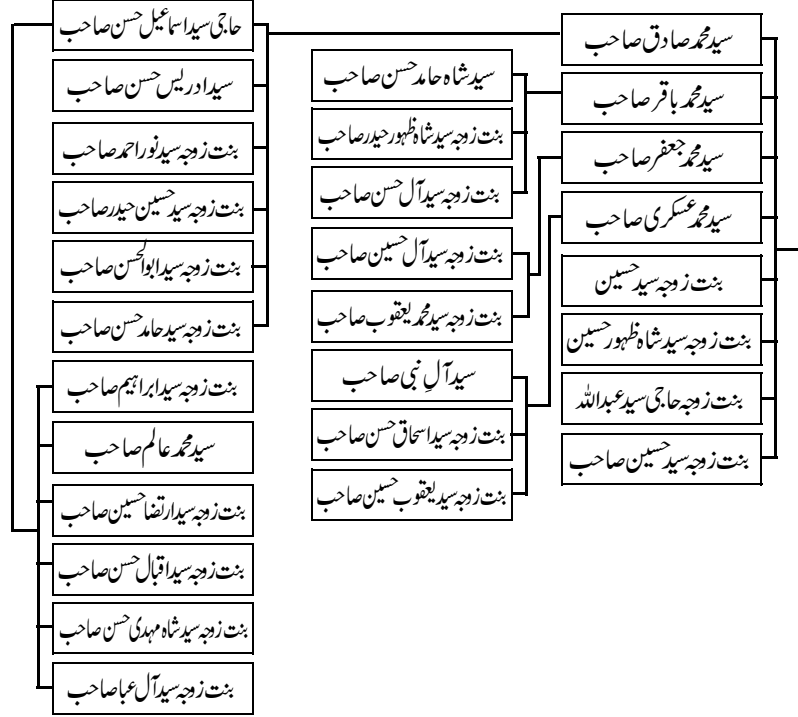 سید محمد صادق صاحب
سید محمد باقر صاحب
سید محمد جعفر صاحب
سید محمد عسکری صاحب
بنت زوجہ سید حسین
بنت زوجہ سید شاہ ظہور حسین
بنت زوجہ حاجی سید عبداللہ
بنت زوجہ سید حسین صاحب
سید شاہ حامد حسن صاحب
بنت زوجہ سید شاہ ظہور حیدر صاحب
بنت زوجہ سید آل حسن صاحب
بنت زوجہ سید آل حسین صاحب
بنت زوجہ سید محمد یعقوب صاحب
سید آلِ نبی صاحب
بنت زوجہ سید اسحاق حسن صاحب
بنت زوجہ سید یعقوب حسین صاحب
حاجی سید اسماعیل حسن صاحب
سید ادریس حسن صاحب
بنت زوجہ سید نور احمد صاحب
بنت زوجہ سید حسین حیدر صاحب
بنت زوجہ سید ابوالحسن صاحب
بنت زوجہ سید حامد حسن صاحب
بنت زوجہ سید ابراہیم صاحب
سید محمد عالم صاحب
بنت زوجہ سید ارتضا حسین صاحب
بنت زوجہ سید اقبال حسن صاحب
بنت زوجہ سید شاہ مہدی حسن صاحب
بنت زوجہ سید آل عبا صاحب